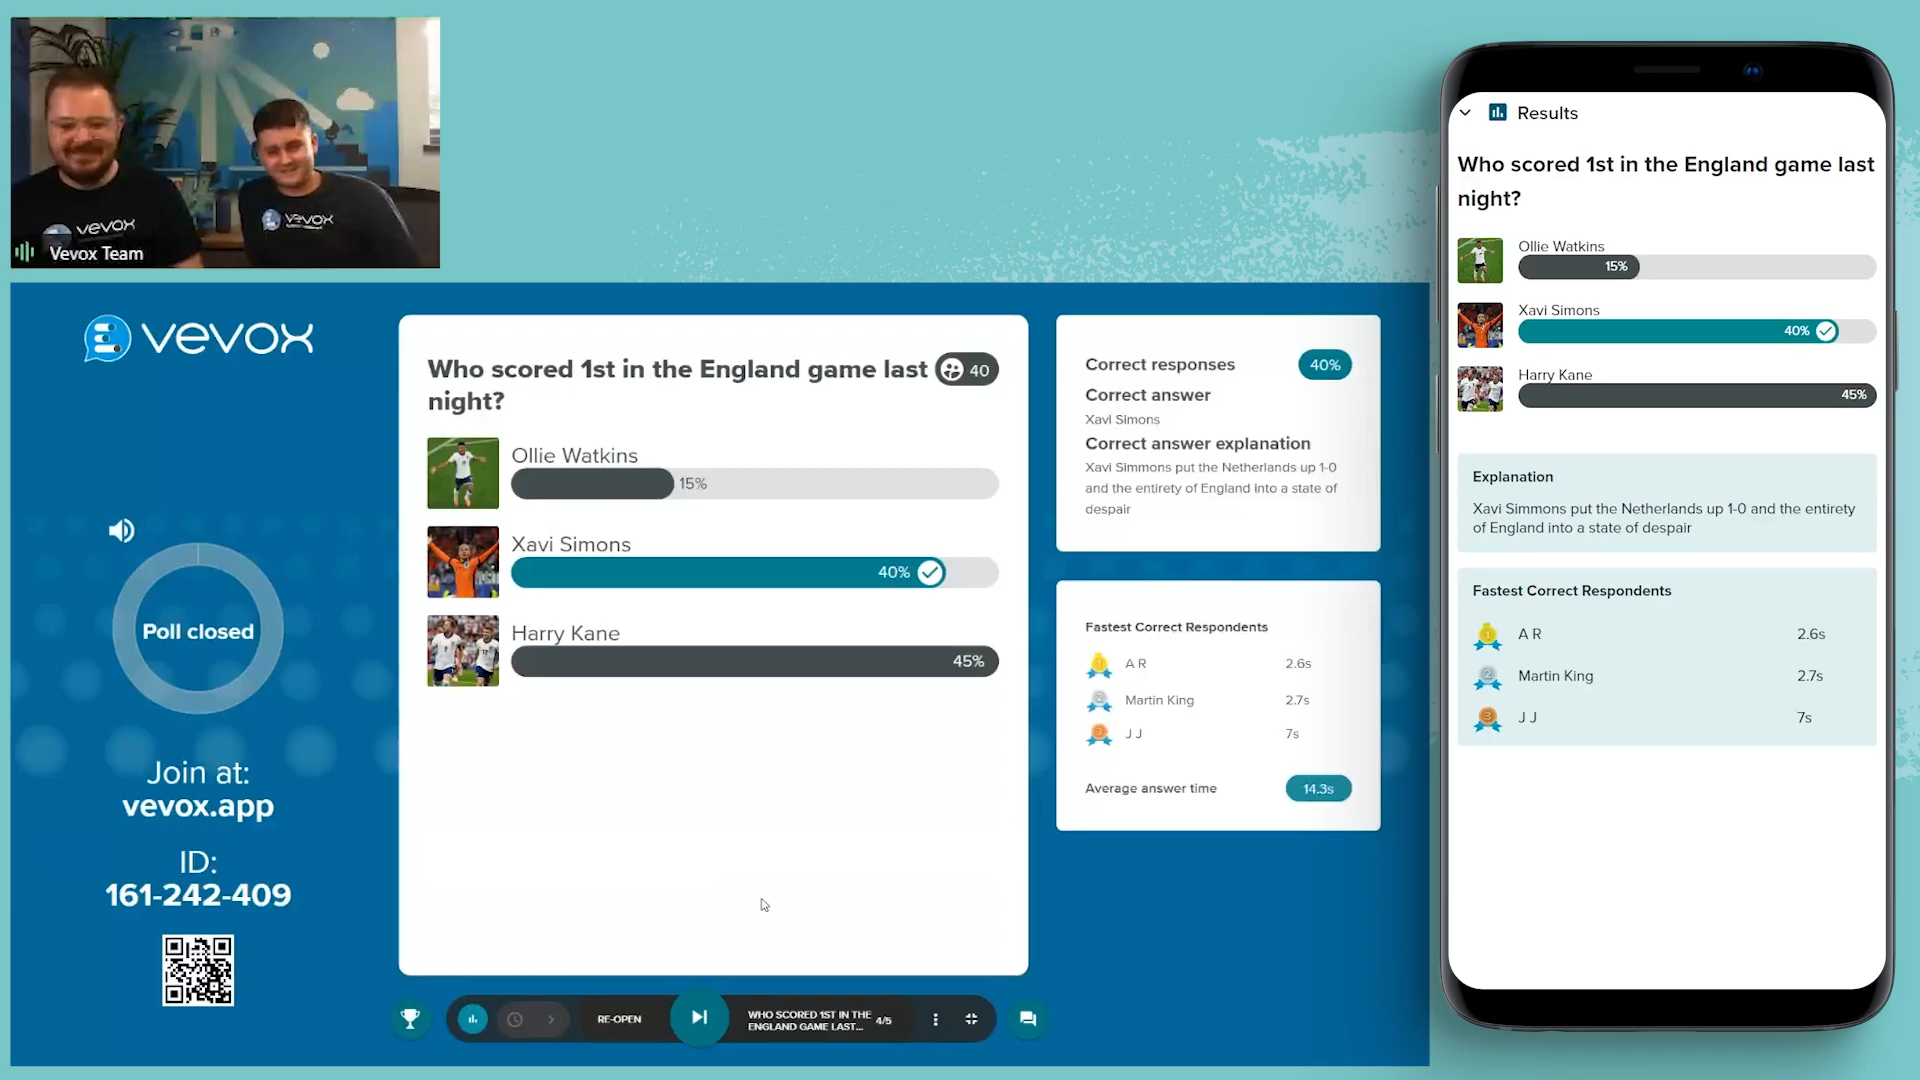 vevox
vevox
Vevox Team
vevox
Poll closed
Join at:
vevox.app
ID:
161-242-409
Who scored 1st in the England game last
night?
40
Ollie Watkins
15%
Xavi Simons
40%
Harry Kane
45%
Correct responses
40%
Correct answer
Xavi Simons
Correct answer explanation
Xavi Simmons put the Netherlands up 1-0
and the entirety of England into a state of
despair
Fastest Correct Respondents
1 A R 2.6s
2 Martin King 2.7s
3 J J 7s
Average answer time 14.3s
RE-OPEN
WHO SCORED 1ST IN THE
ENGLAND GAME LAST...
4/5
Results
Who scored 1st in the England game last
night?
Ollie Watkins
15%
Xavi Simons
40%
Harry Kane
45%
Explanation
Xavi Simmons put the Netherlands up 1-0 and the entirety
of England into a state of despair
Fastest Correct Respondents
1 A R 2.6s
2 Martin King 2.7s
3 J J 7s